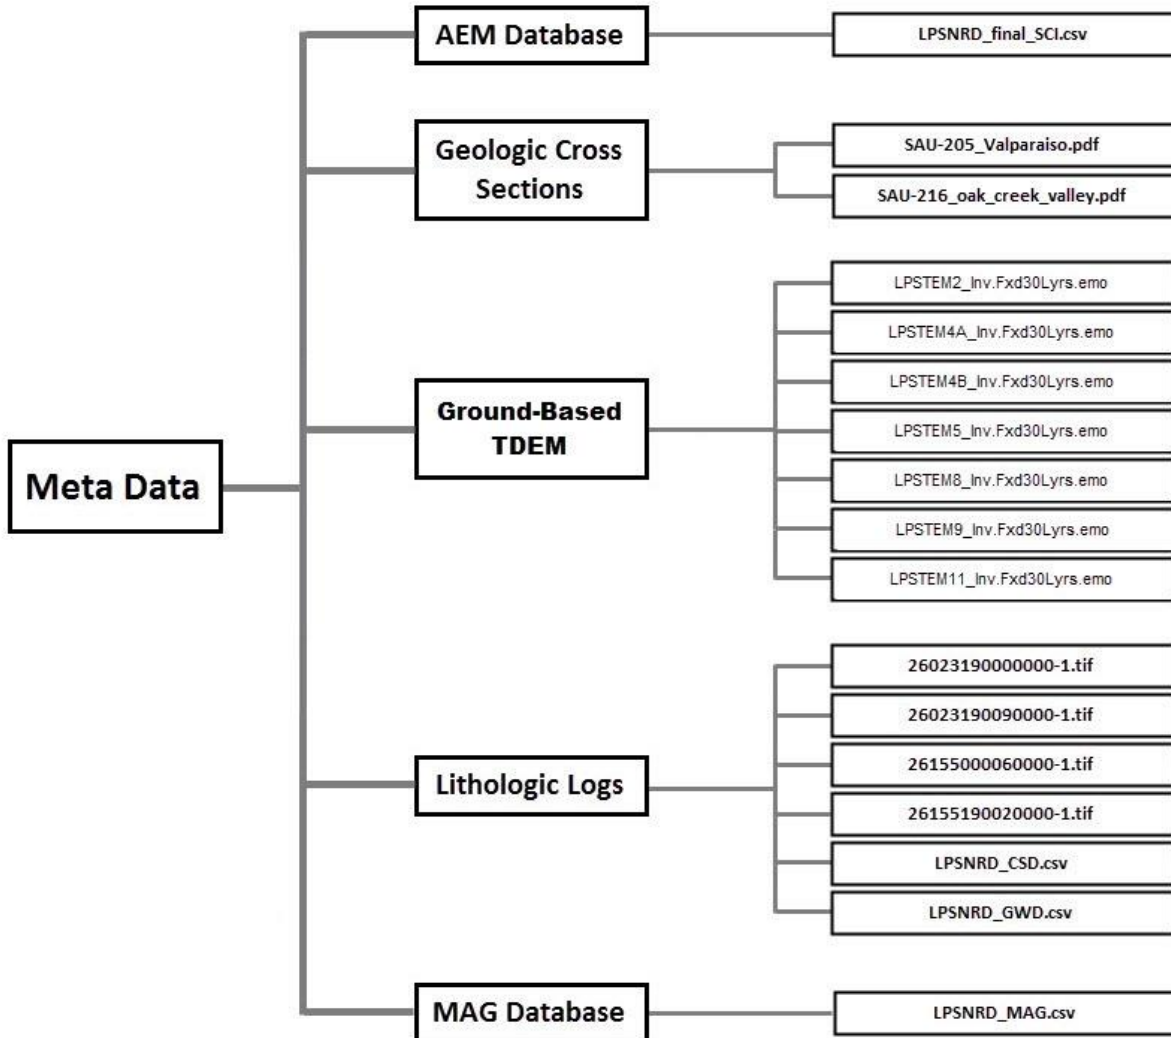 Meta Data
AEM Database
LPSNRD_final_SCI.csv
Geologic Cross
Sections
SAU-205_Valparaiso.pdf
SAU-216_oak_creek_valley.pdf
Ground-Based
TDEM
LPSTEM2_Inv.Fxd30Lyrs.emo
LPSTEM4A_Inv.Fxd30Lyrs.emo
LPSTEM4B_Inv.Fxd30Lyrs.emo
LPSTEM5_Inv.Fxd30Lyrs.emo
LPSTEM8_Inv.Fxd30Lyrs.emo
LPSTEM9_Inv.Fxd30Lyrs.emo
LPSTEM11_Inv.Fxd30Lyrs.emo
Lithologic Logs
26023190000000-1.tif
26023190090000-1.tif
26155000060000-1.tif
26155190020000-1.tif
LPSNRD_CSD.csv
LPSNRD_GWD.csv
MAG Database
LPSNRD_MAG.csv